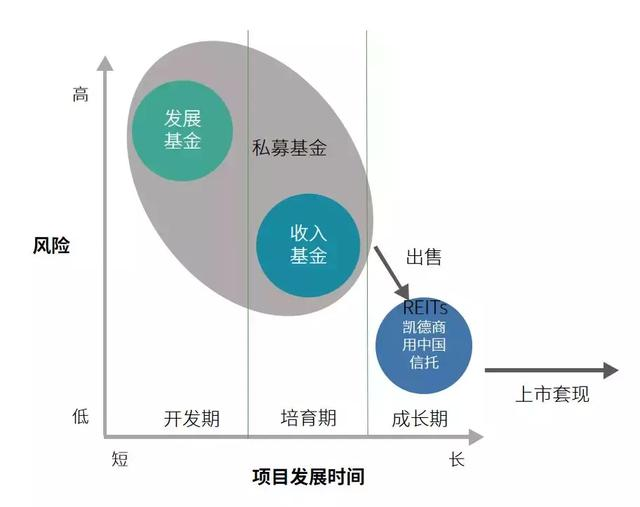 高
发展
基金
私募基金
收入
基金
风险
出售
REITs
凯德商
用中国
信托
上市套现
低
开发期
培育期
成长期
短
长
项目发展时间